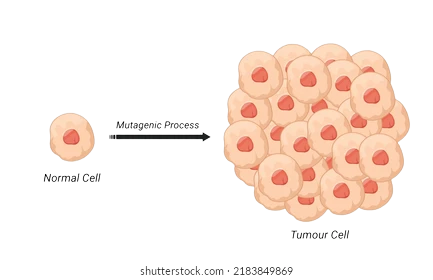 Mutagenic Process
Normal Cell
Tumour Cell
shutterstock.com · 2183849869